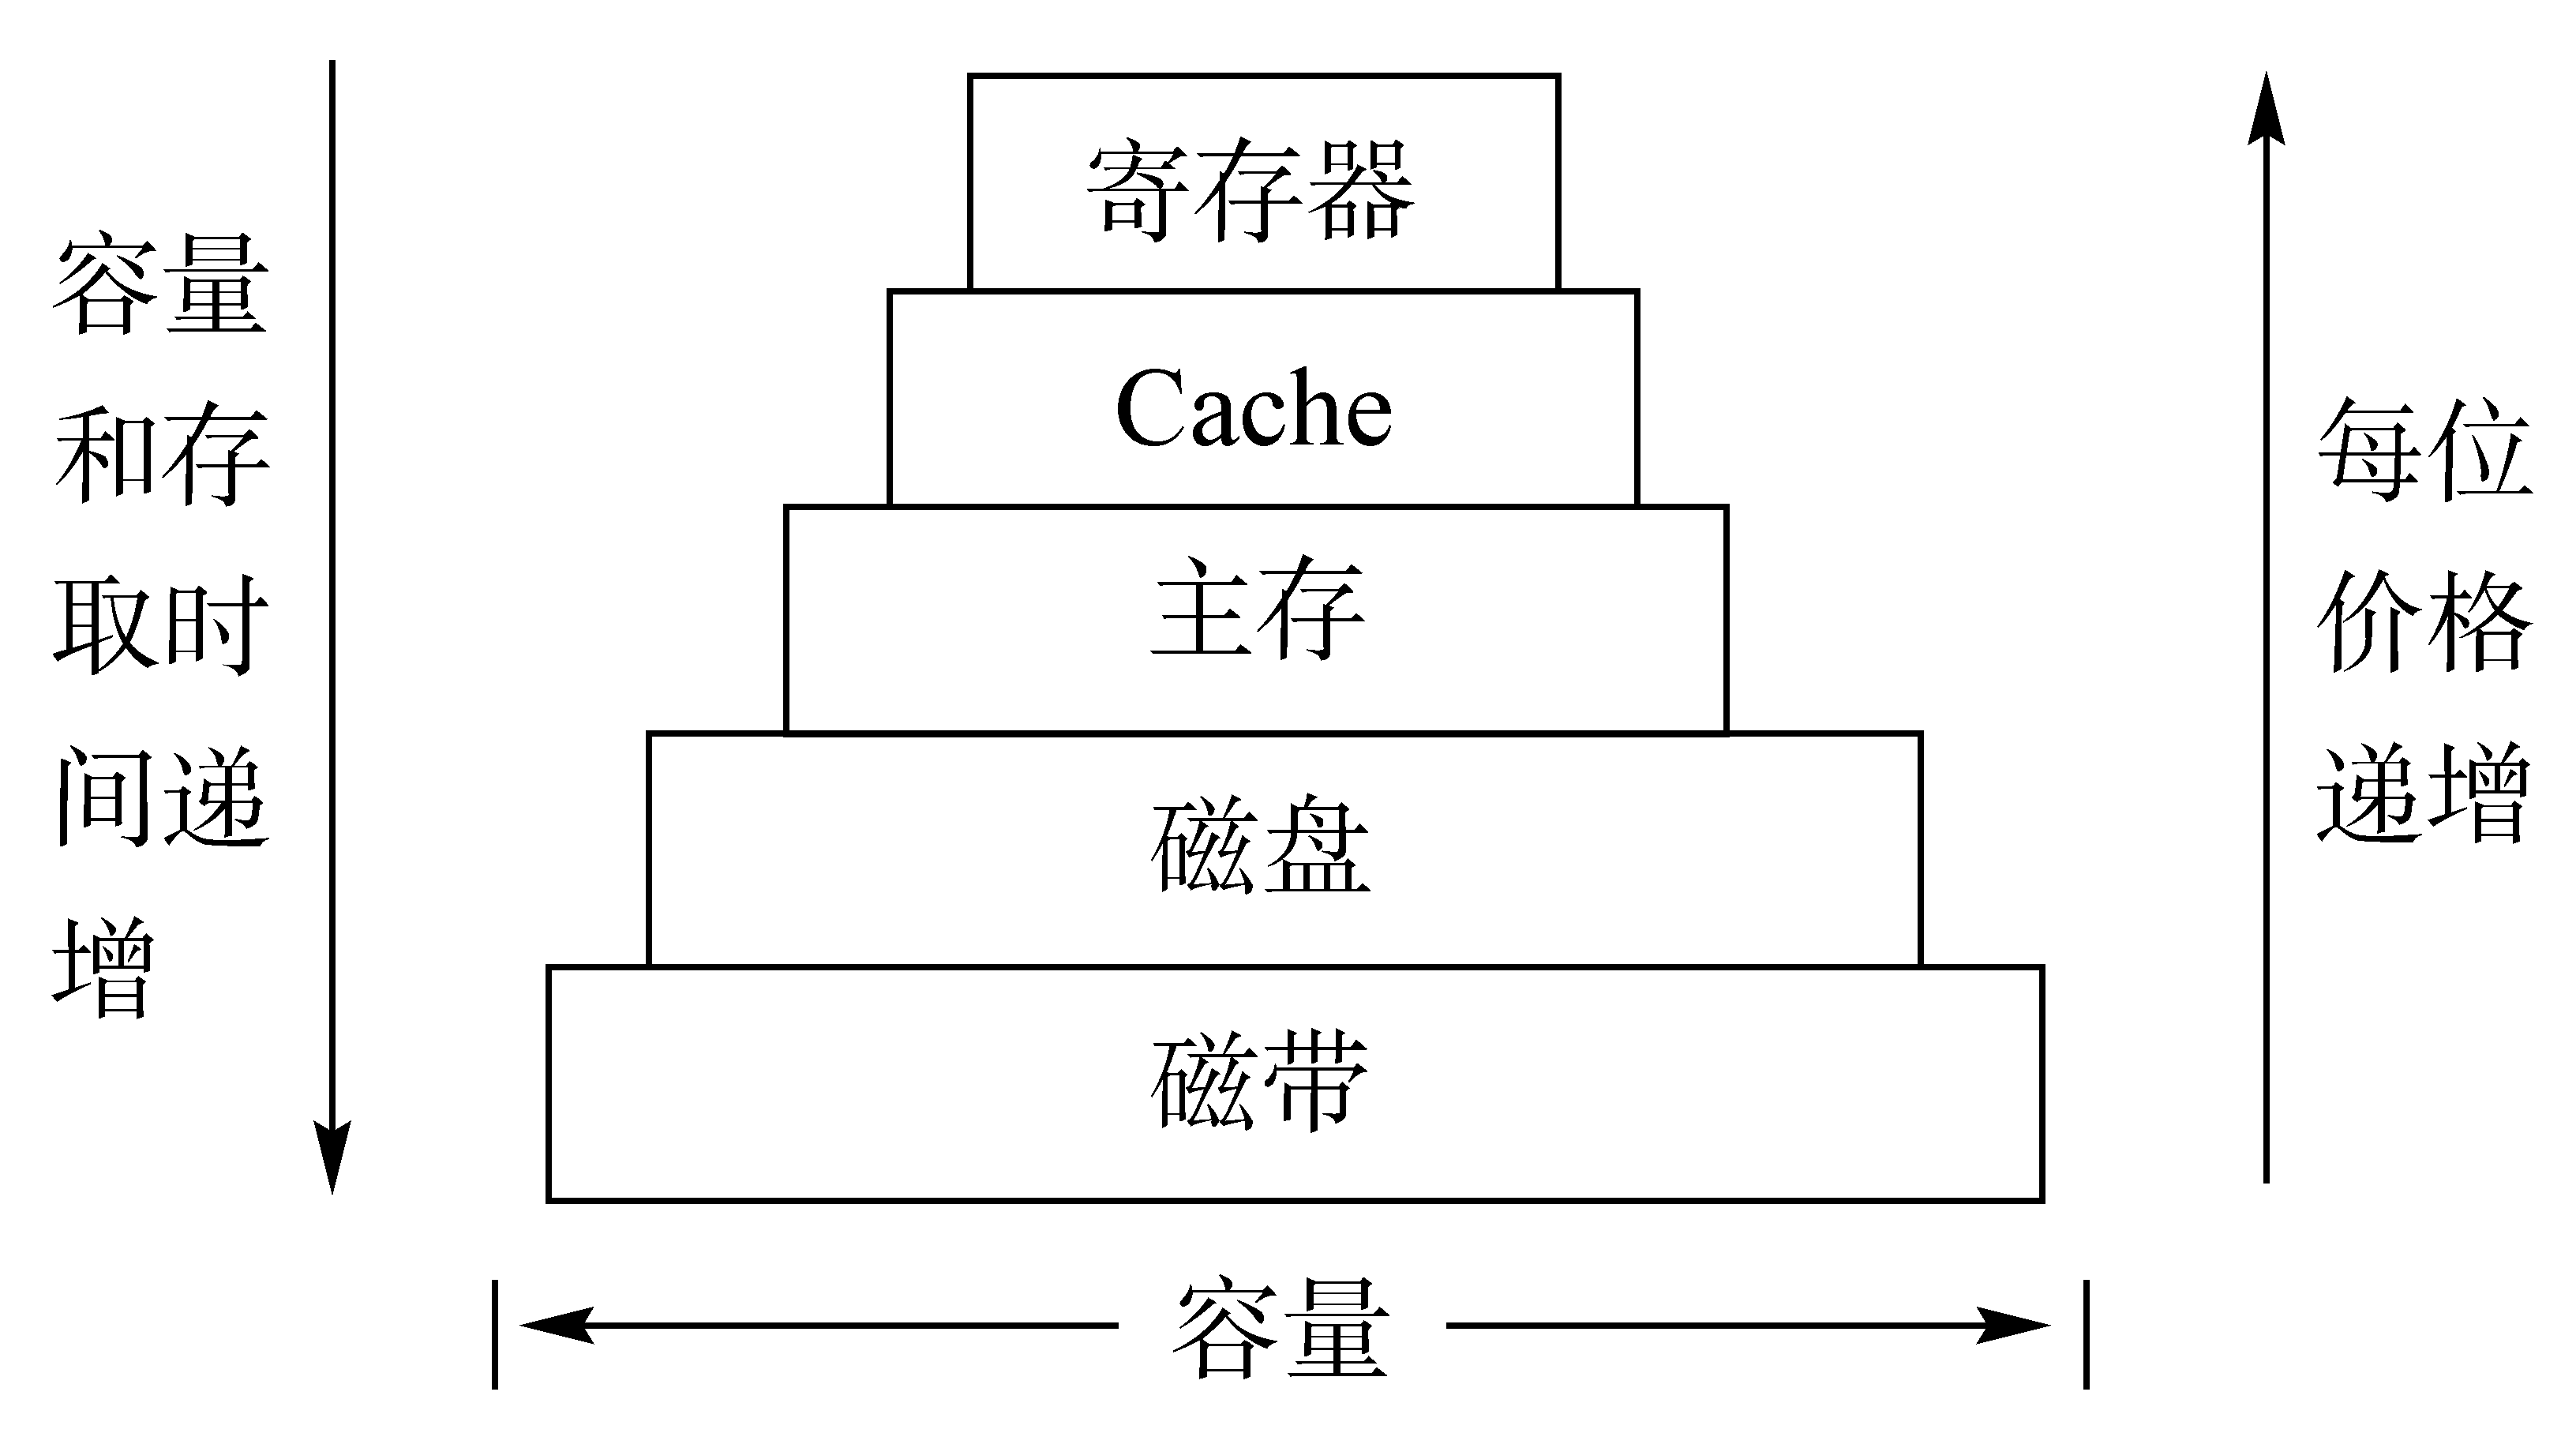 寄存器
Cache
主存
磁盘
磁带
容量
和存
取时
间递
增
每位
价格
递增
容量